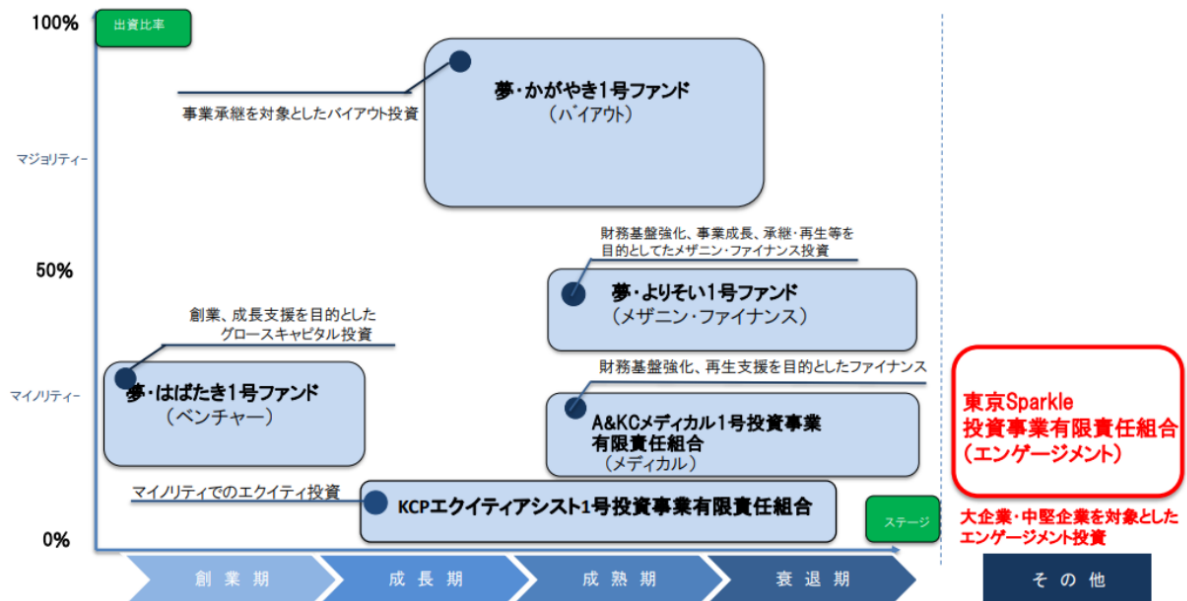 100%
出資比率
夢・かがやき1号ファンド
（バイアウト）
事業承継を対象としたバイアウト投資
マジョリティー
財務基盤強化、事業成長、承継・再生等を
目的としてたメザニン・ファイナンス投資
50%
夢・よりそい1号ファンド
（メザニン・ファイナンス）
創業、成長支援を目的とした
グロースキャピタル投資
財務基盤強化、再生支援を目的としたファイナンス
マイノリティー
夢・はばたき1号ファンド
（ベンチャー）
A&KCメディカル1号投資事業
有限責任組合
（メディカル）
東京Sparkle
投資事業有限責任組合
（エンゲージメント）
マイノリティでのエクイティ投資
KCPエクイティアシスト1号投資事業有限責任組合
ステージ
大企業・中堅企業を対象とした
エンゲージメント投資
0%
創業期
成長期
成熟期
衰退期
その他